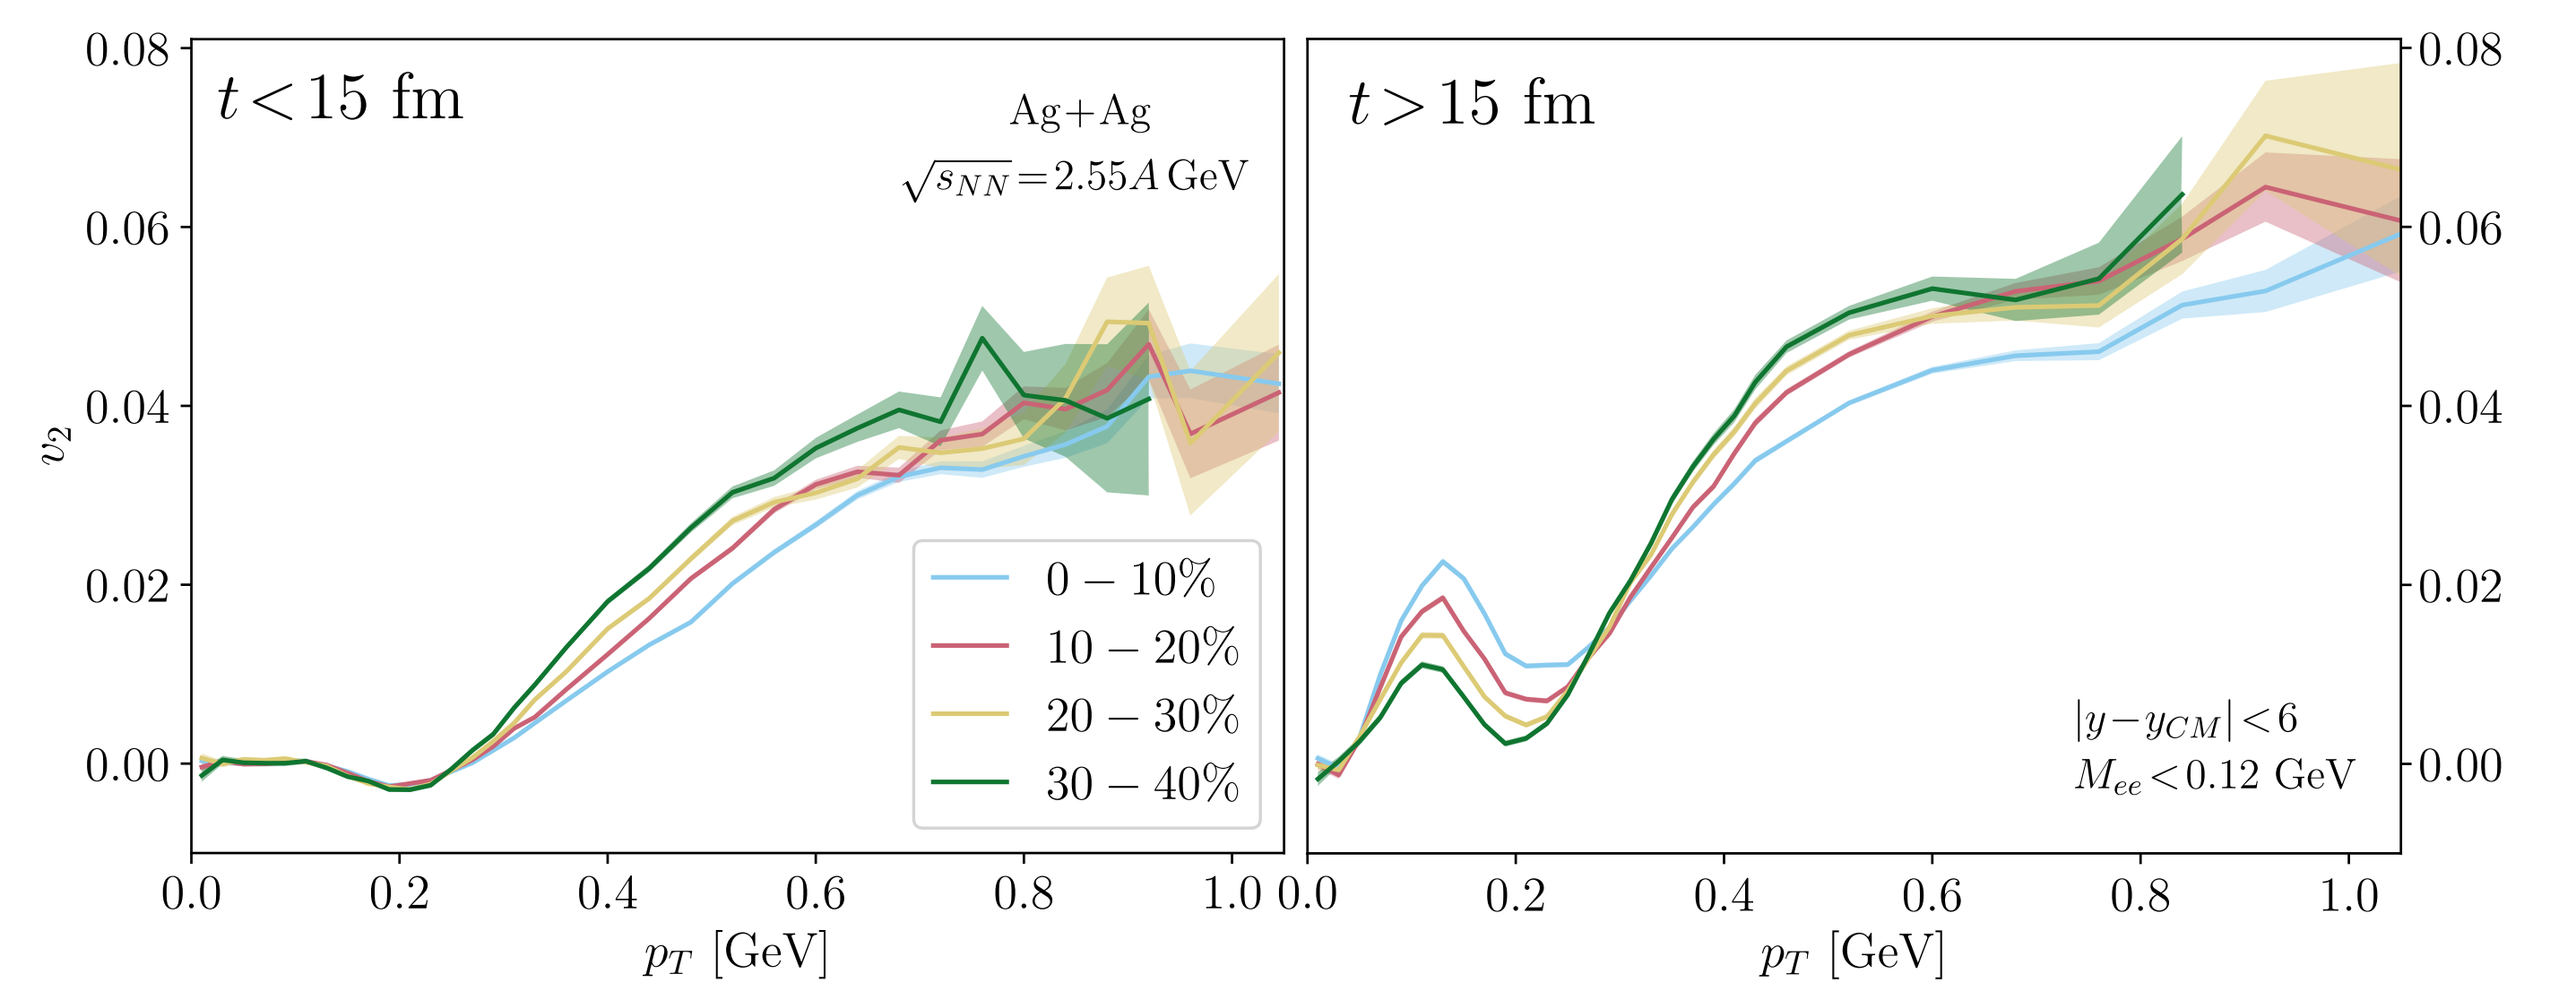 t < 15 fm
Ag+Ag
√s_NN = 2.55A GeV
v_2
0.08
0.06
0.04
0.02
0.00
0 − 10%
10 − 20%
20 − 30%
30 − 40%
0.0 0.2 0.4 0.6 0.8 1.0
p_T [GeV]
t > 15 fm
|y − y_CM| < 6
M_ee < 0.12 GeV
0.08
0.06
0.04
0.02
0.00
0.0 0.2 0.4 0.6 0.8 1.0
p_T [GeV]